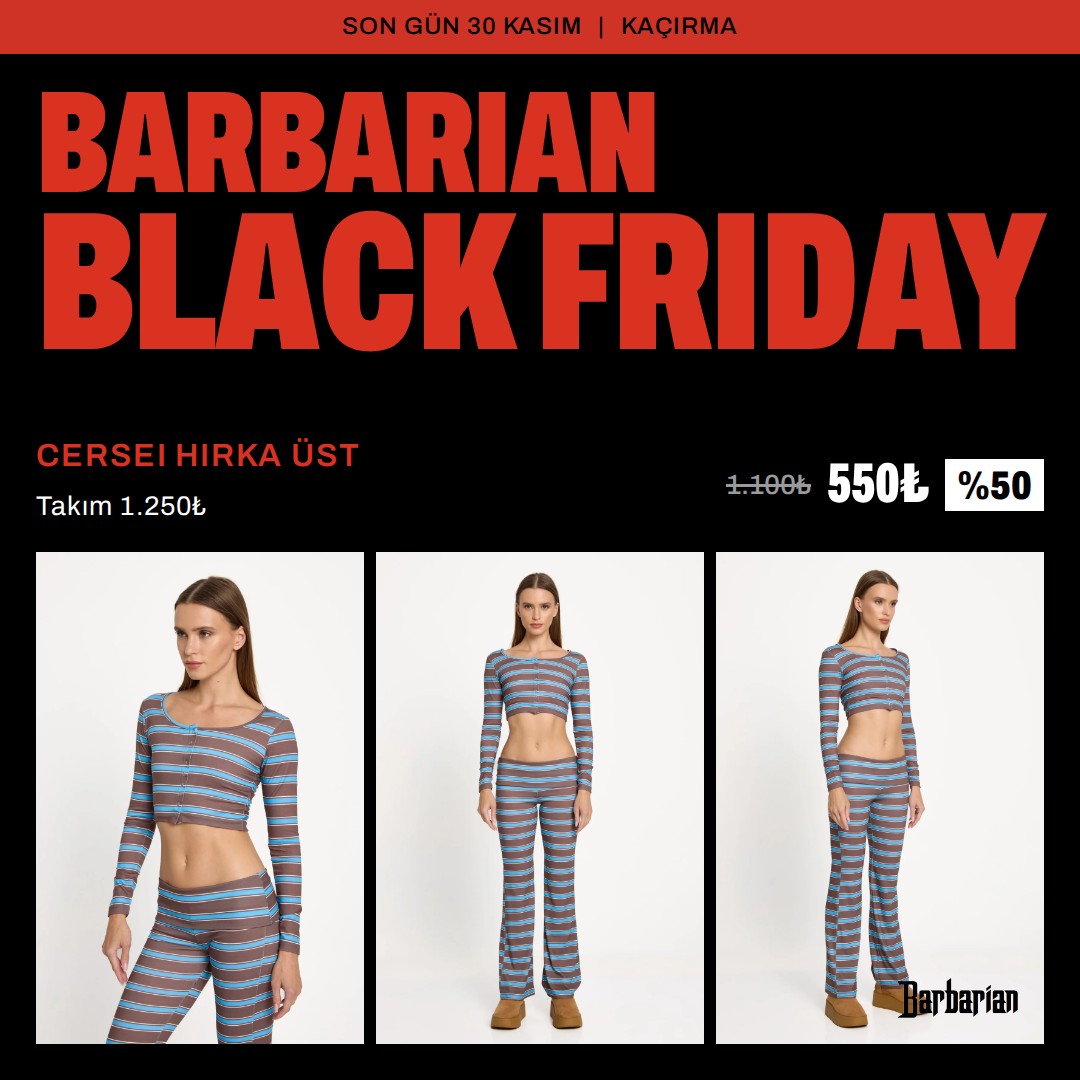 SON GÜN 30 KASIM | KAÇIRMA
BARBARIAN
BLACK FRIDAY
CERSEI HIRKA ÜST
Takım 1.250₺
1.100₺ 550₺ %50
Barbarian